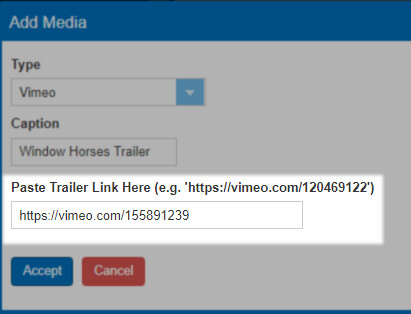 Add Media
Type
Vimeo
Caption
Window Horses Trailer
Paste Trailer Link Here (e.g. 'https://vimeo.com/120469122')
https://vimeo.com/155891239
Accept Cancel